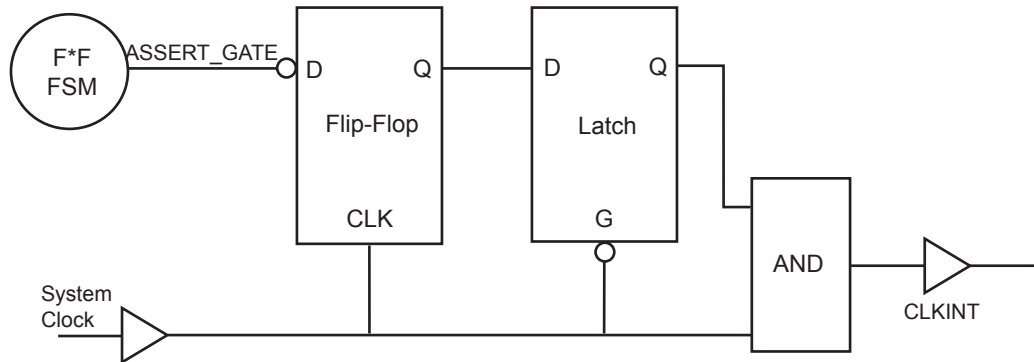 F*F
FSM
ASSERT_GATE
D
Q
Flip-Flop
CLK
D
Q
Latch
G
AND
System
Clock
CLKINT